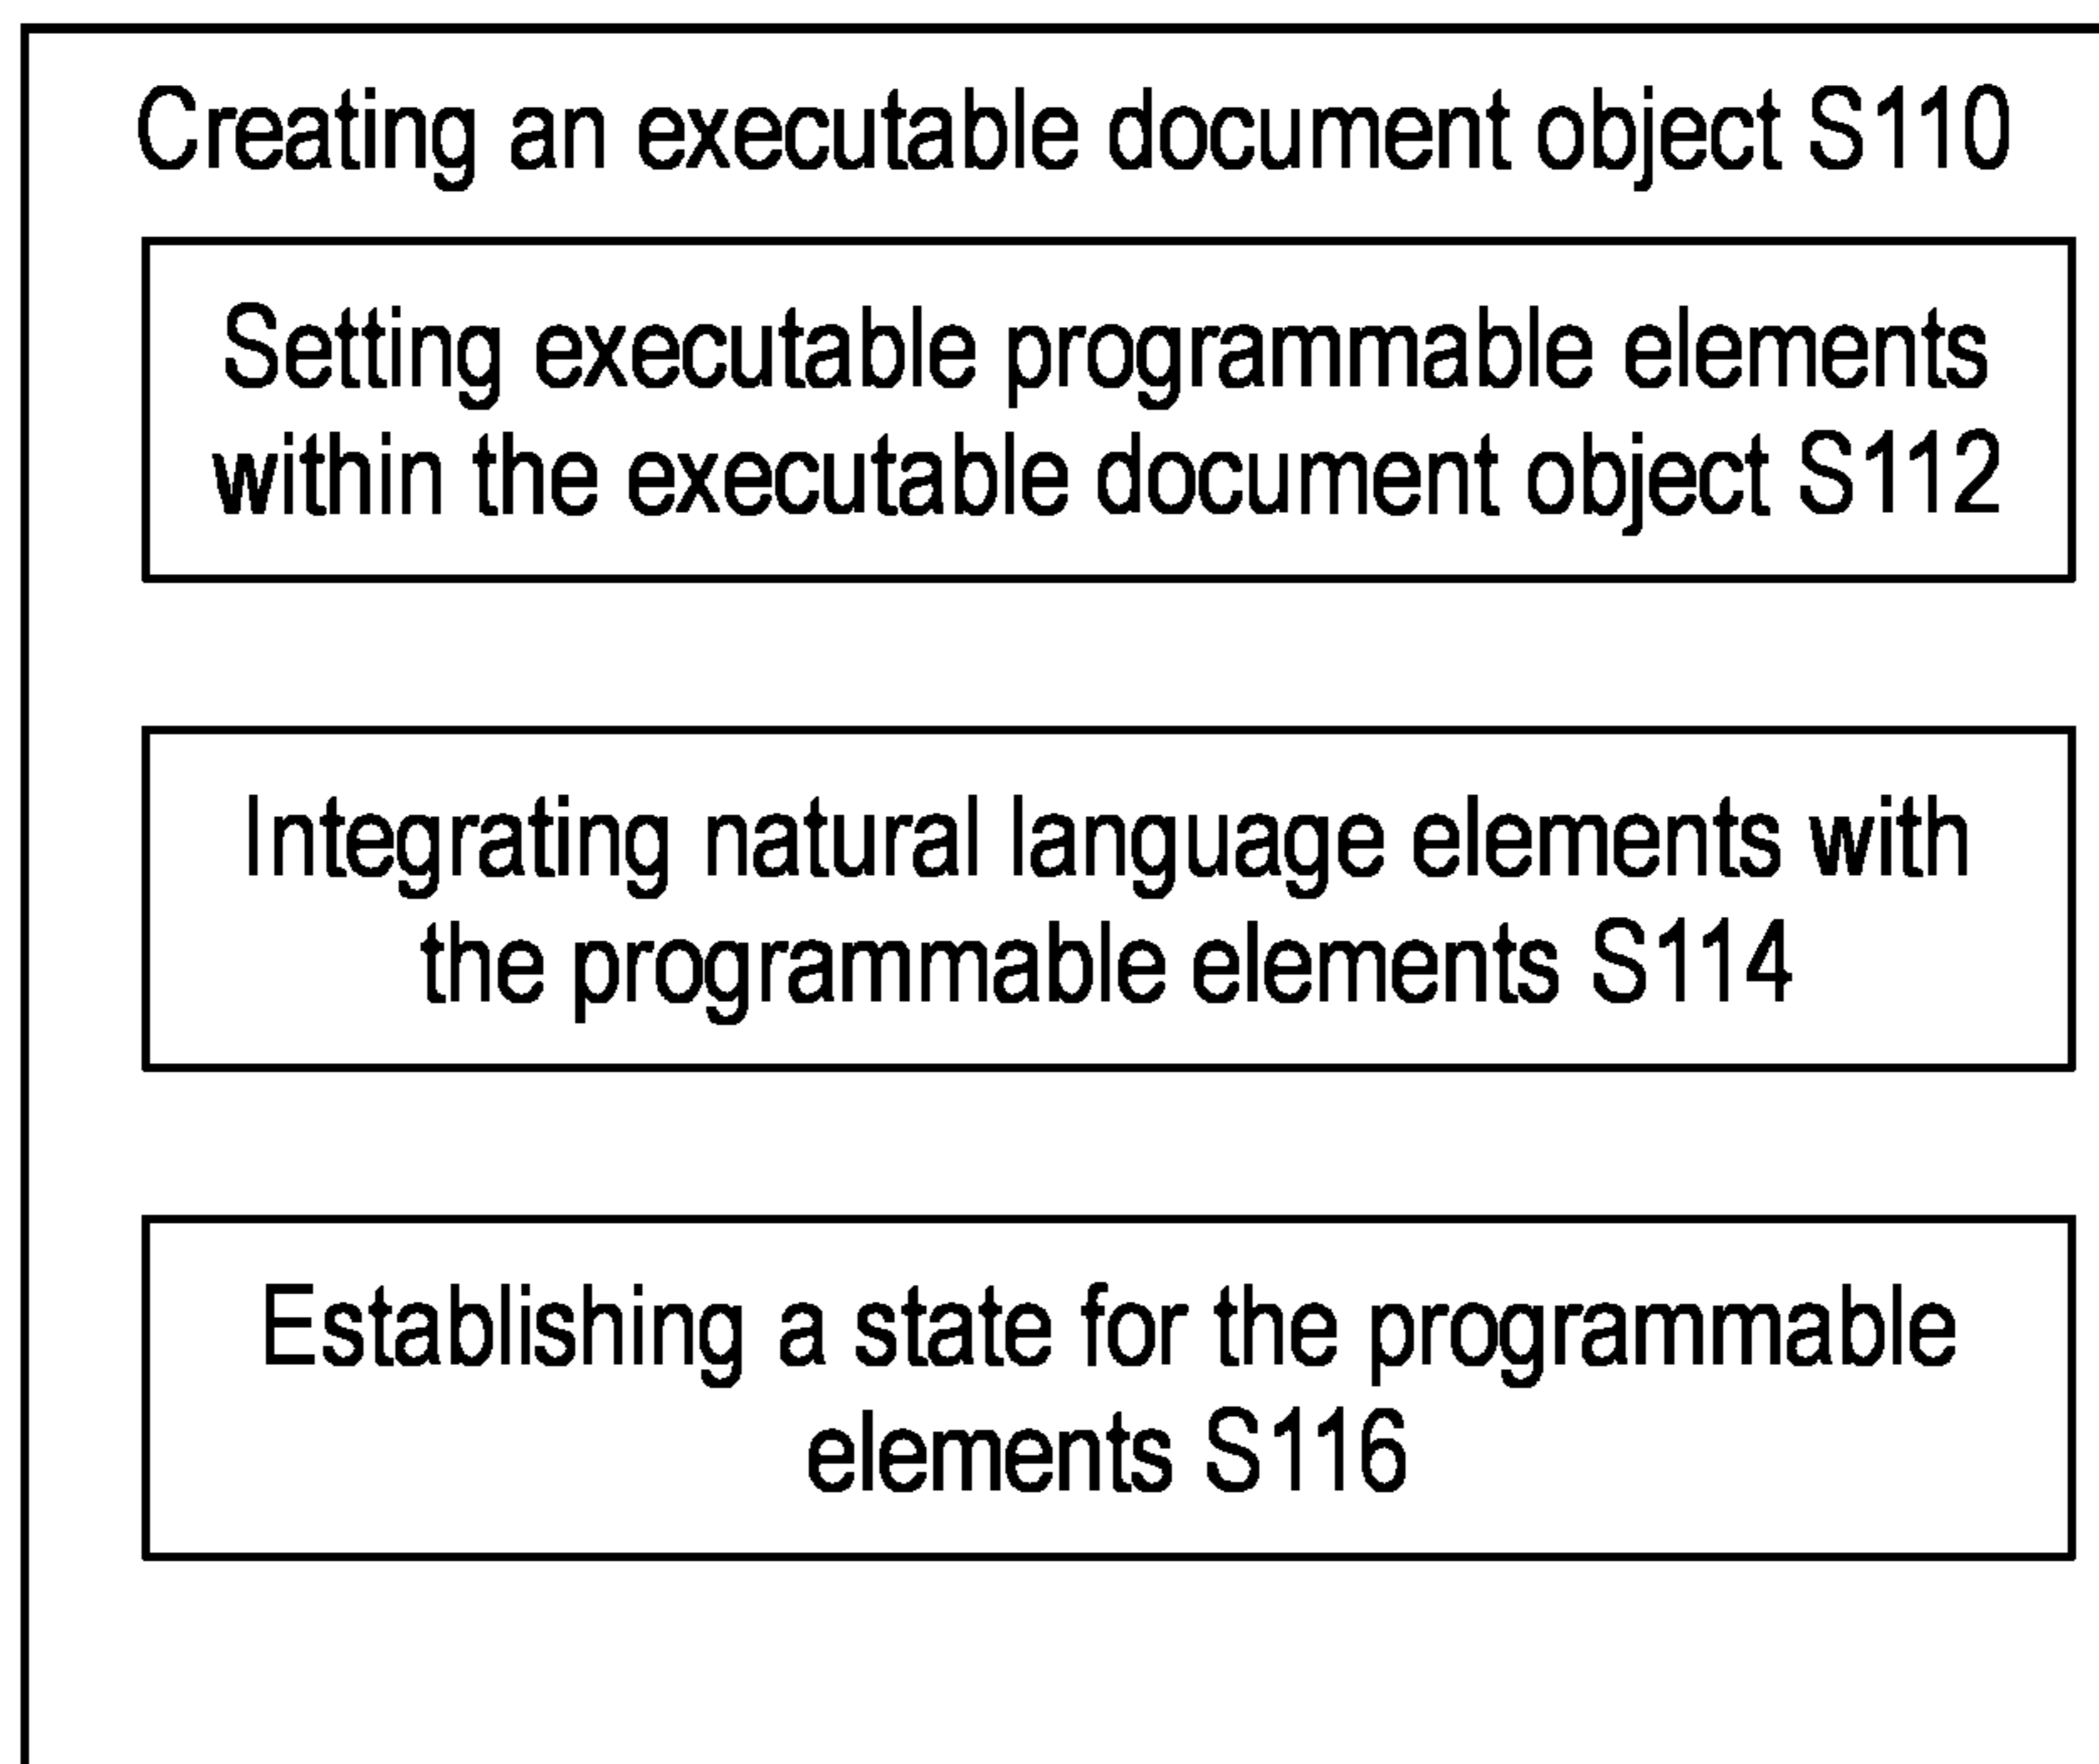 Creating an executable document object S110
Setting executable programmable elements
within the executable document object S112
Integrating natural language elements with
the programmable elements S114
Establishing a state for the programmable
elements S116